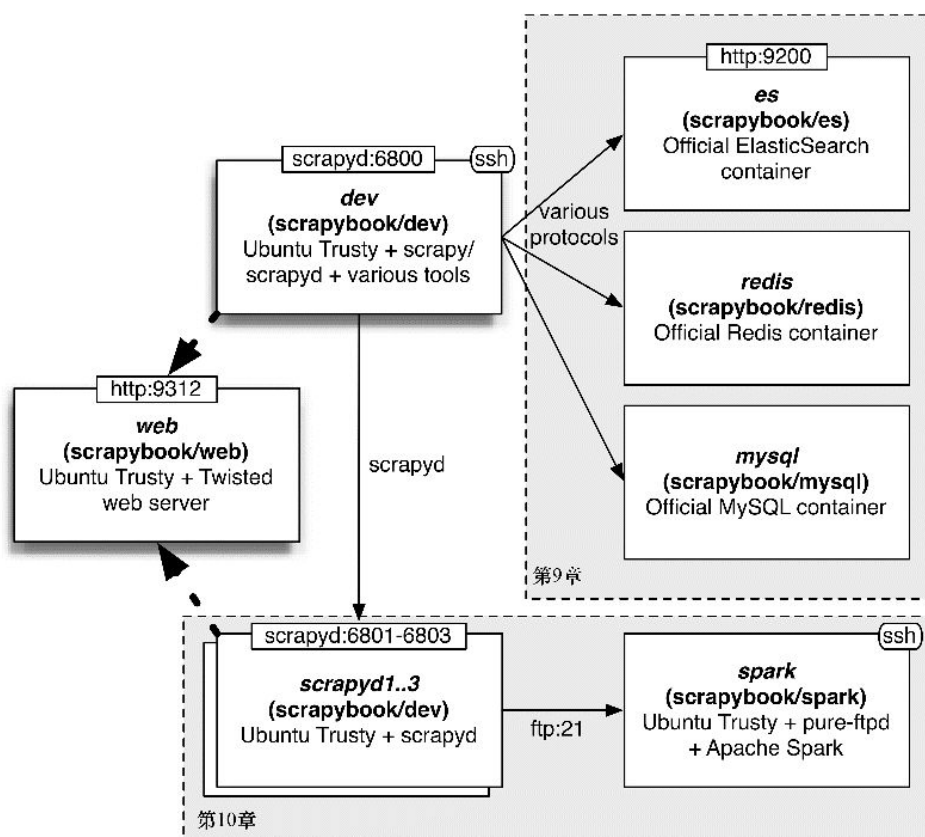 http:9200
es
(scrapybook/es)
Official ElasticSearch
container
scrapyd:6800
ssh
dev
(scrapybook/dev)
Ubuntu Trusty + scrapy/
scrapyd + various tools
various
protocols
redis
(scrapybook/redis)
Official Redis container
http:9312
web
(scrapybook/web)
Ubuntu Trusty + Twisted
web server
scrapyd
mysql
(scrapybook/mysql)
Official MySQL container
第9章
scrapyd:6801-6803
scrapyd1..3
(scrapybook/dev)
Ubuntu Trusty + scrapyd
ftp:21
ssh
spark
(scrapybook/spark)
Ubuntu Trusty + pure-ftpd
+ Apache Spark
第10章